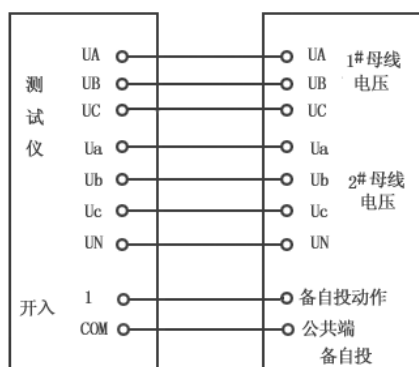 UA UA 1#母线
测 UB UB 电压
试 UC UC
仪 Ua Ua
Ub Ub 2#母线
Uc Uc 电压
UN UN
开入 1 备自投动作
COM 公共端
备自投